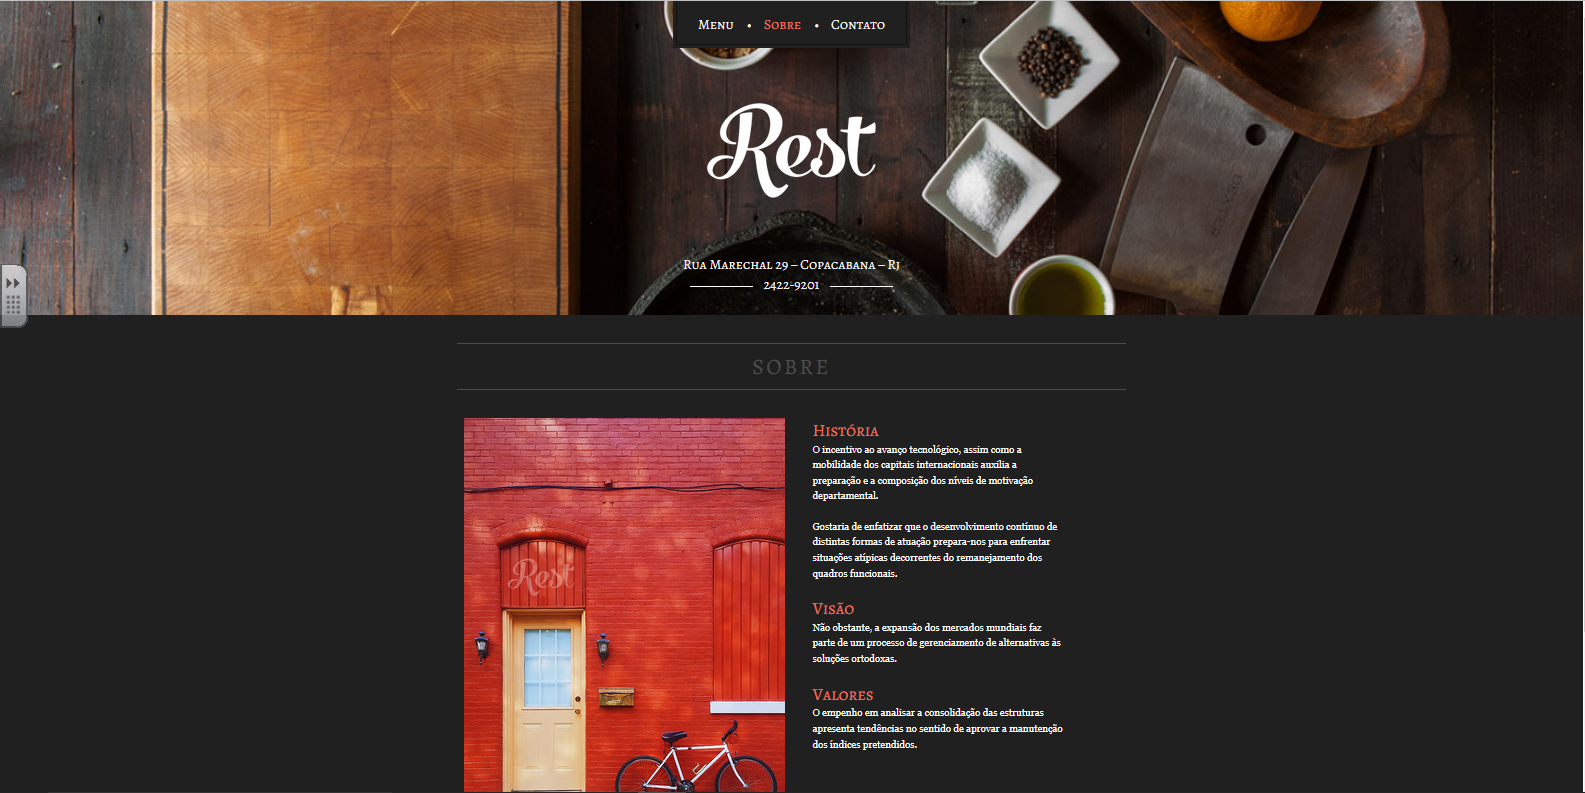 Menu • Sobre • Contato
Rest
Rua Marechal 29 – Copacabana – Rj
2422-9201
DEXTER
SOBRE
História
O incentivo ao avanço tecnológico, assim como a
mobilidade dos capitais internacionais auxilia a
preparação e a composição dos níveis de motivação
departamental.
Gostaria de enfatizar que o desenvolvimento contínuo de
distintas formas de atuação prepara-nos para enfrentar
situações atípicas decorrentes do remanejamento dos
quadros funcionais.
Rest
Visão
Não obstante, a expansão dos mercados mundiais faz
parte de um processo de gerenciamento de alternativas às
soluções ortodoxas.
Valores
O empenho em analisar a consolidação das estruturas
apresenta tendências no sentido de aprovar a manutenção
dos índices pretendidos.